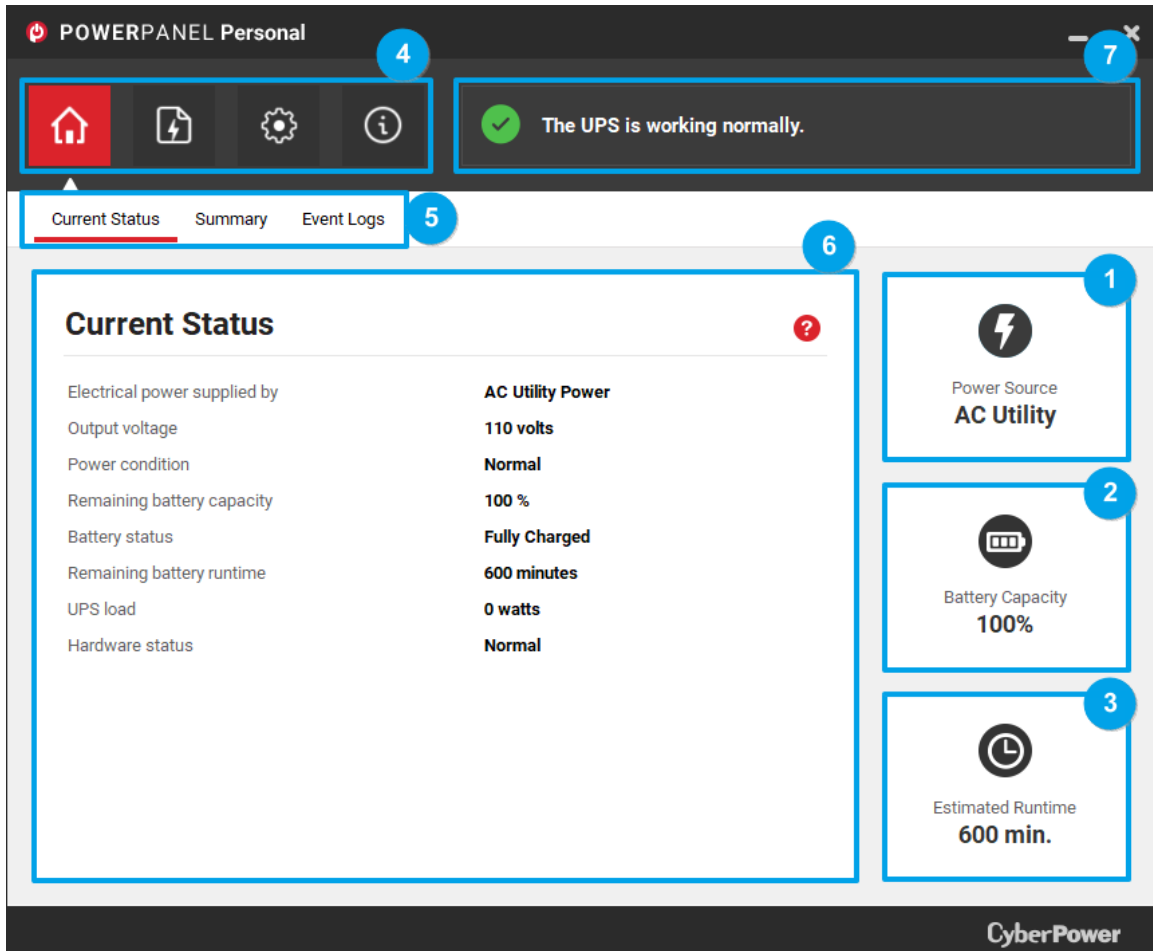 POWERPANEL Personal
4
7
The UPS is working normally.
Current Status Summary Event Logs
5
6
1
Current Status
?
Electrical power supplied by AC Utility Power
Output voltage 110 volts
Power condition Normal
Remaining battery capacity 100 %
Battery status Fully Charged
Remaining battery runtime 600 minutes
UPS load 0 watts
Hardware status Normal
Power Source
AC Utility
2
Battery Capacity
100%
3
Estimated Runtime
600 min.
CyberPower